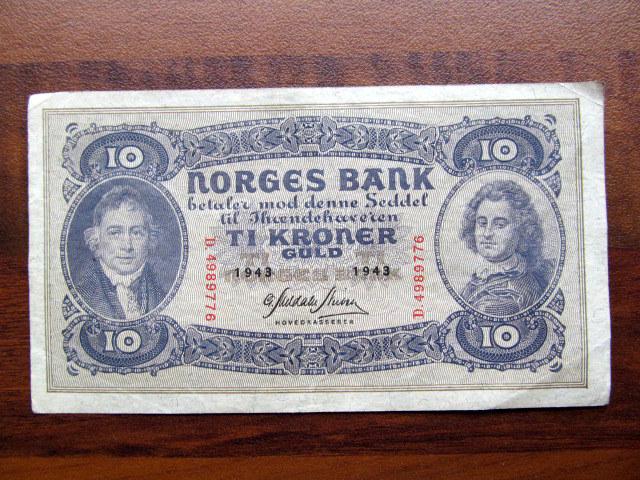 10 10
NORGES BANK
betaler mod denne Seddel
til Ihændehaveren
TI KRONER
GULD
1943 1943
D.4989776
D.4989776
HOVEDKASSERER
10 10